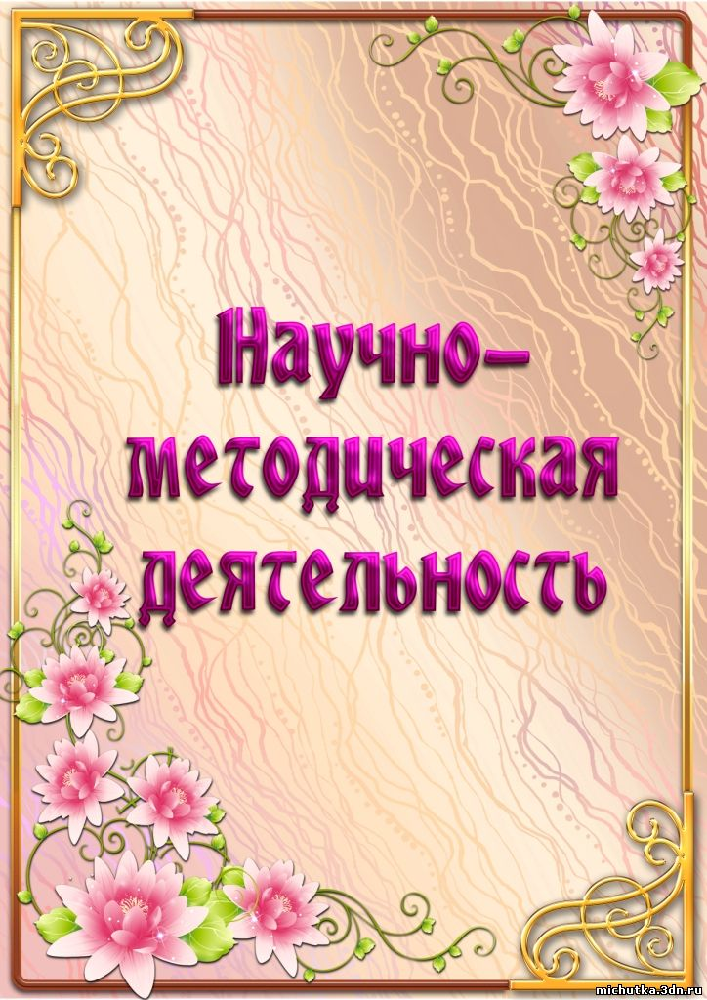 Научно-
методическая
деятельность
michutka.3dn.ru